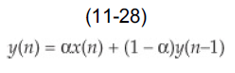 (11-28)
y(n) = αx(n) + (1 – α)y(n–1)